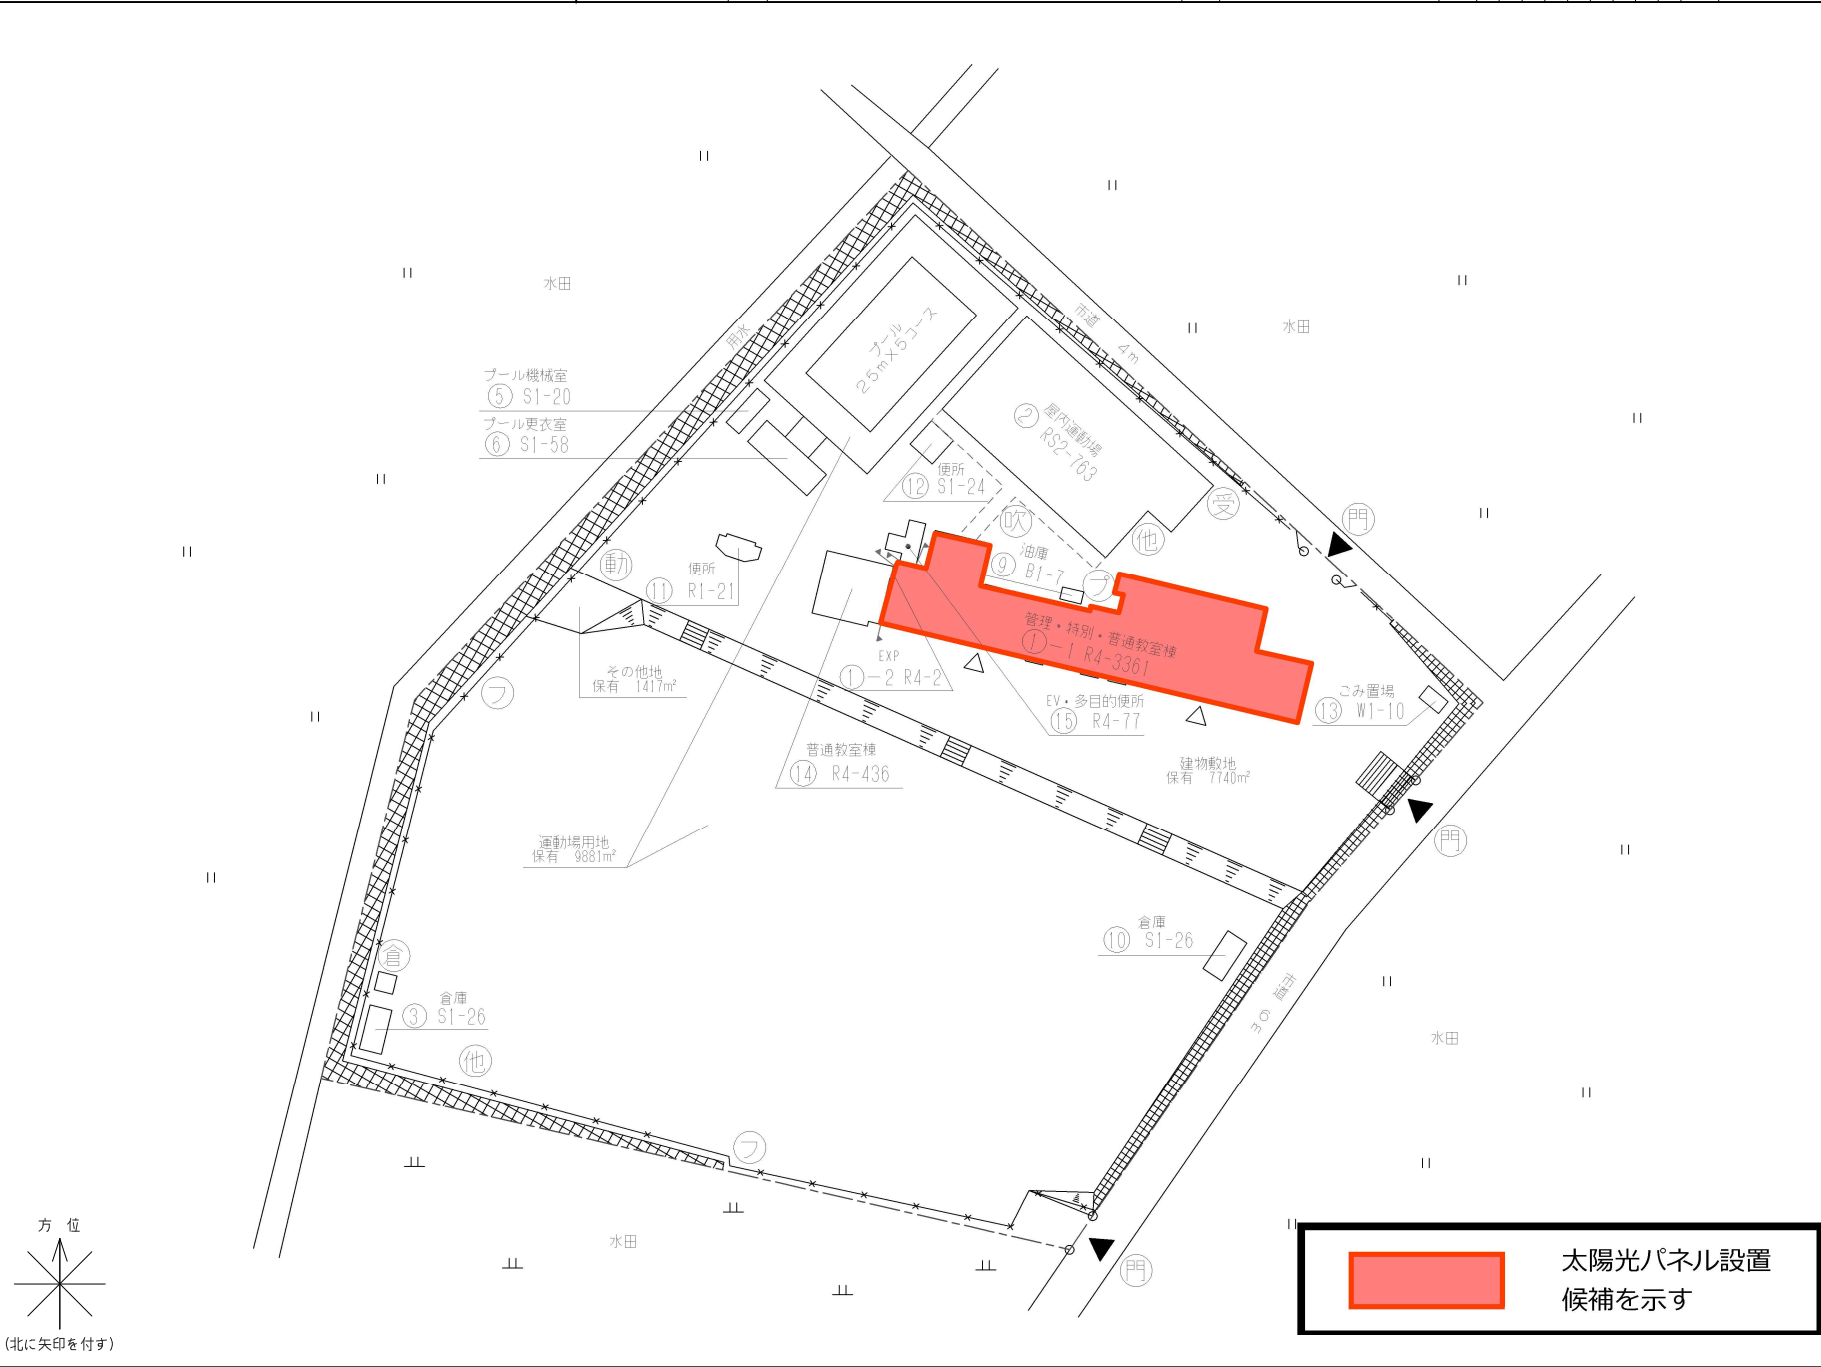 水田
水田
用水
市道 4m
プール
25m×5コース
プール機械室
⑤ S1-20
プール更衣室
⑥ S1-58
② 屋内運動場
RS2-763
便所
⑫ S1-24
受
門
吹
他
油庫
⑨ B1-7
プ
動
便所
⑪ R1-21
管理・特別・普通教室棟
①-1 R4-3361
EXP
①-2 R4-2
その他地
保有 1417m²
フ
EV・多目的便所
⑮ R4-77
ごみ置場
⑬ W1-10
普通教室棟
⑭ R4-436
建物敷地
保有 7740m²
門
運動場用地
保有 9881m²
倉庫
⑩ S1-26
倉
倉庫
③ S1-26
市道 6m
水田
他
フ
水田
門
方 位
(北に矢印を付す)
太陽光パネル設置
候補を示す